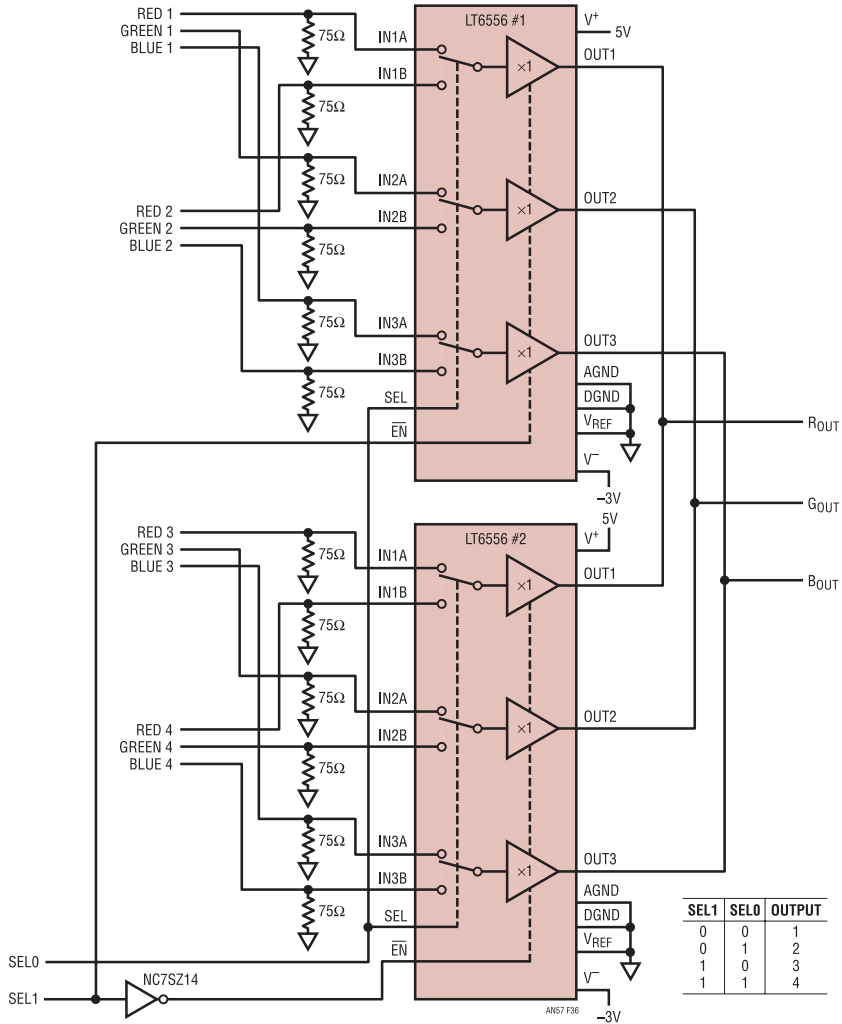 RED 1
GREEN 1
BLUE 1
75Ω
IN1A
LT6556 #1
V+
5V
OUT1
×1
IN1B
75Ω
75Ω
IN2A
OUT2
×1
RED 2
GREEN 2
BLUE 2
IN2B
75Ω
75Ω
IN3A
OUT3
×1
IN3B
75Ω
AGND
SEL
DGND
EN
VREF
V−
−3V
ROUT
GOUT
BOUT
RED 3
GREEN 3
BLUE 3
75Ω
IN1A
LT6556 #2
5V
V+
OUT1
×1
IN1B
75Ω
75Ω
IN2A
OUT2
×1
RED 4
GREEN 4
BLUE 4
IN2B
75Ω
75Ω
IN3A
OUT3
×1
IN3B
75Ω
AGND
SEL
DGND
EN
VREF
V−
−3V
SEL0
SEL1
NC7SZ14
AN57 F36
SEL1 SEL0 OUTPUT
0 0 1
0 1 2
1 0 3
1 1 4